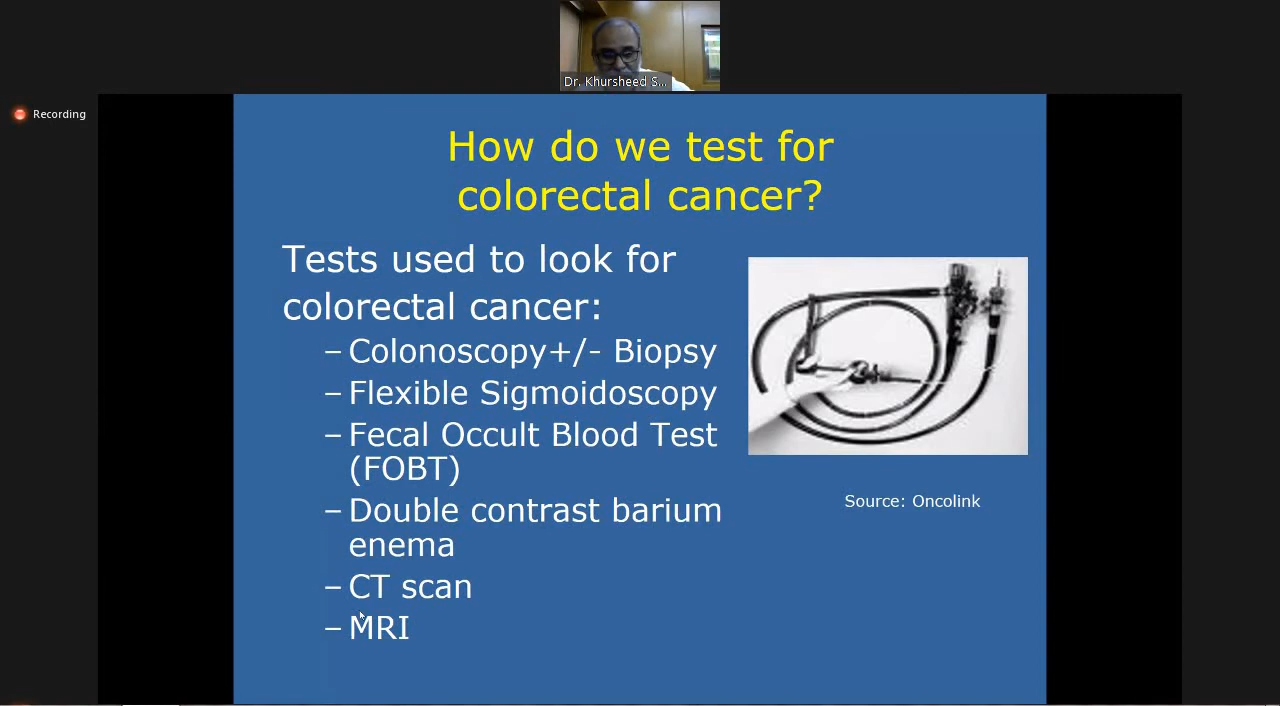 Dr. Khursheed S...
Recording
How do we test for
colorectal cancer?
Tests used to look for
colorectal cancer:
– Colonoscopy+/- Biopsy
– Flexible Sigmoidoscopy
– Fecal Occult Blood Test
(FOBT)
– Double contrast barium
enema
– CT scan
– MRI
Source: Oncolink